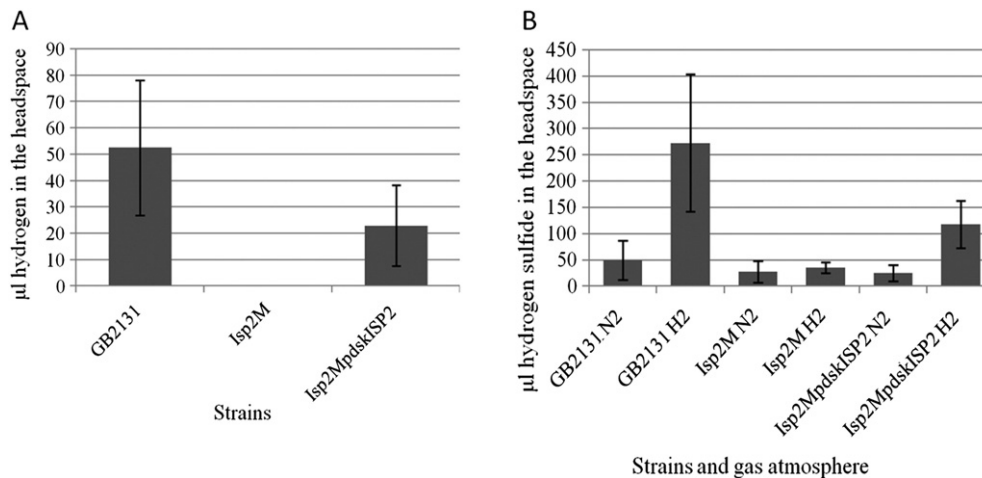 A
µl hydrogen in the headspace
90
80
70
60
50
40
30
20
10
0
GB2131
Isp2M
Isp2MpdskISP2
Strains
B
µl hydrogen sulfide in the headspace
450
400
350
300
250
200
150
100
50
0
GB2131 N2
GB2131 H2
Isp2M N2
Isp2M H2
Isp2MpdskISP2 N2
Isp2MpdskISP2 H2
Strains and gas atmosphere